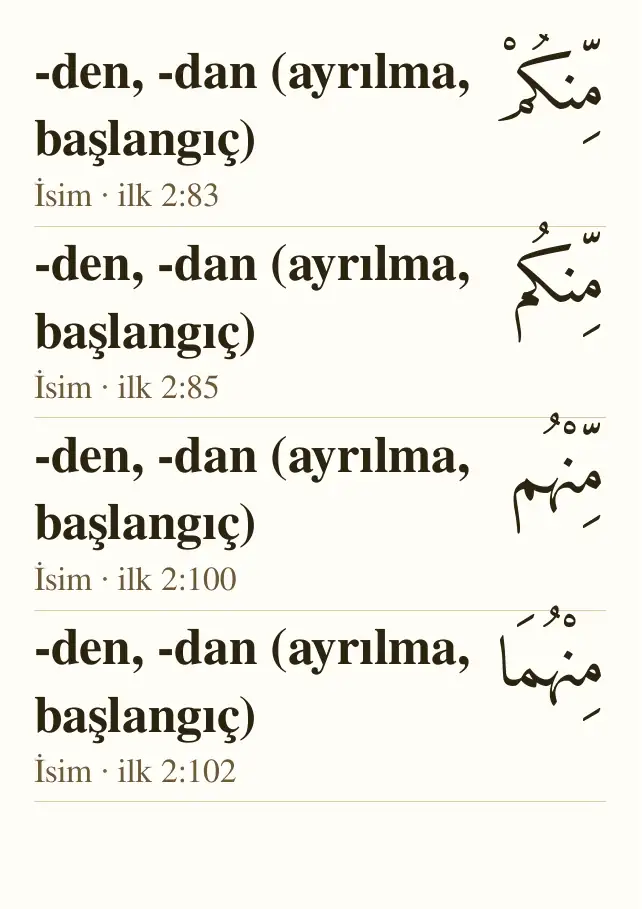 -den, -dan (ayrılma, مِّنكُمْ
başlangıç)
İsim · ilk 2:83
-den, -dan (ayrılma, مِّنكُم
başlangıç)
İsim · ilk 2:85
-den, -dan (ayrılma, مِّنْهُم
başlangıç)
İsim · ilk 2:100
-den, -dan (ayrılma, مِنْهُمَا
başlangıç)
İsim · ilk 2:102